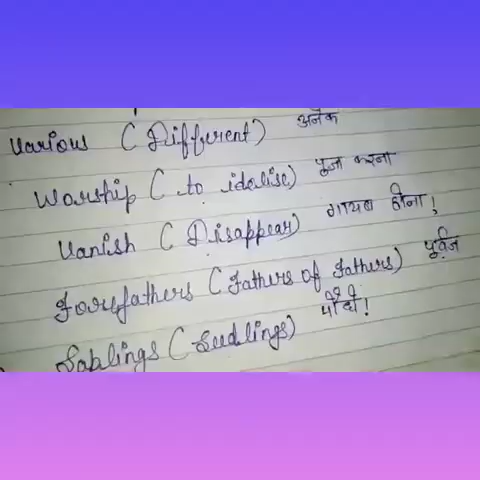 Various (Different) अनेक
Worship (to idolise) पूजा करना
Vanish (Disappear) गायब होना!
Forefathers (Fathers of fathers) पूर्वज
Saplings (Seedlings) पौधे!